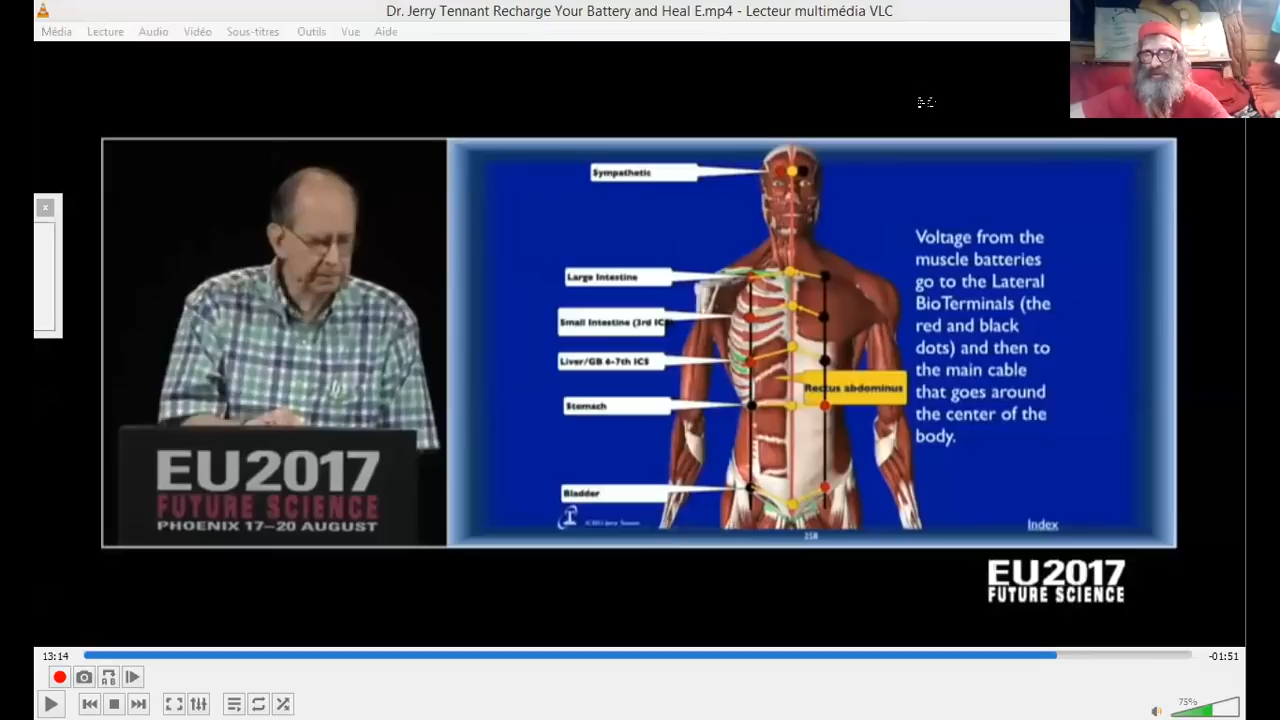 Dr. Jerry Tennant Recharge Your Battery and Heal E.mp4 - Lecteur multimédia VLC
Média Lecture Audio Vidéo Sous-titres Outils Vue Aide
Sympathetic
Large Intestine
Small Intestine (3rd ICS
Liver/GB 6-7th ICS
Rectus abdominus
Stomach
Bladder
Voltage from the
muscle batteries
go to the Lateral
BioTerminals (the
red and black
dots) and then to
the main cable
that goes around
the center of the
body.
Index
258
EU2017
FUTURE SCIENCE
PHOENIX 17-20 AUGUST
EU2017
FUTURE SCIENCE
13:14
-01:51
75%